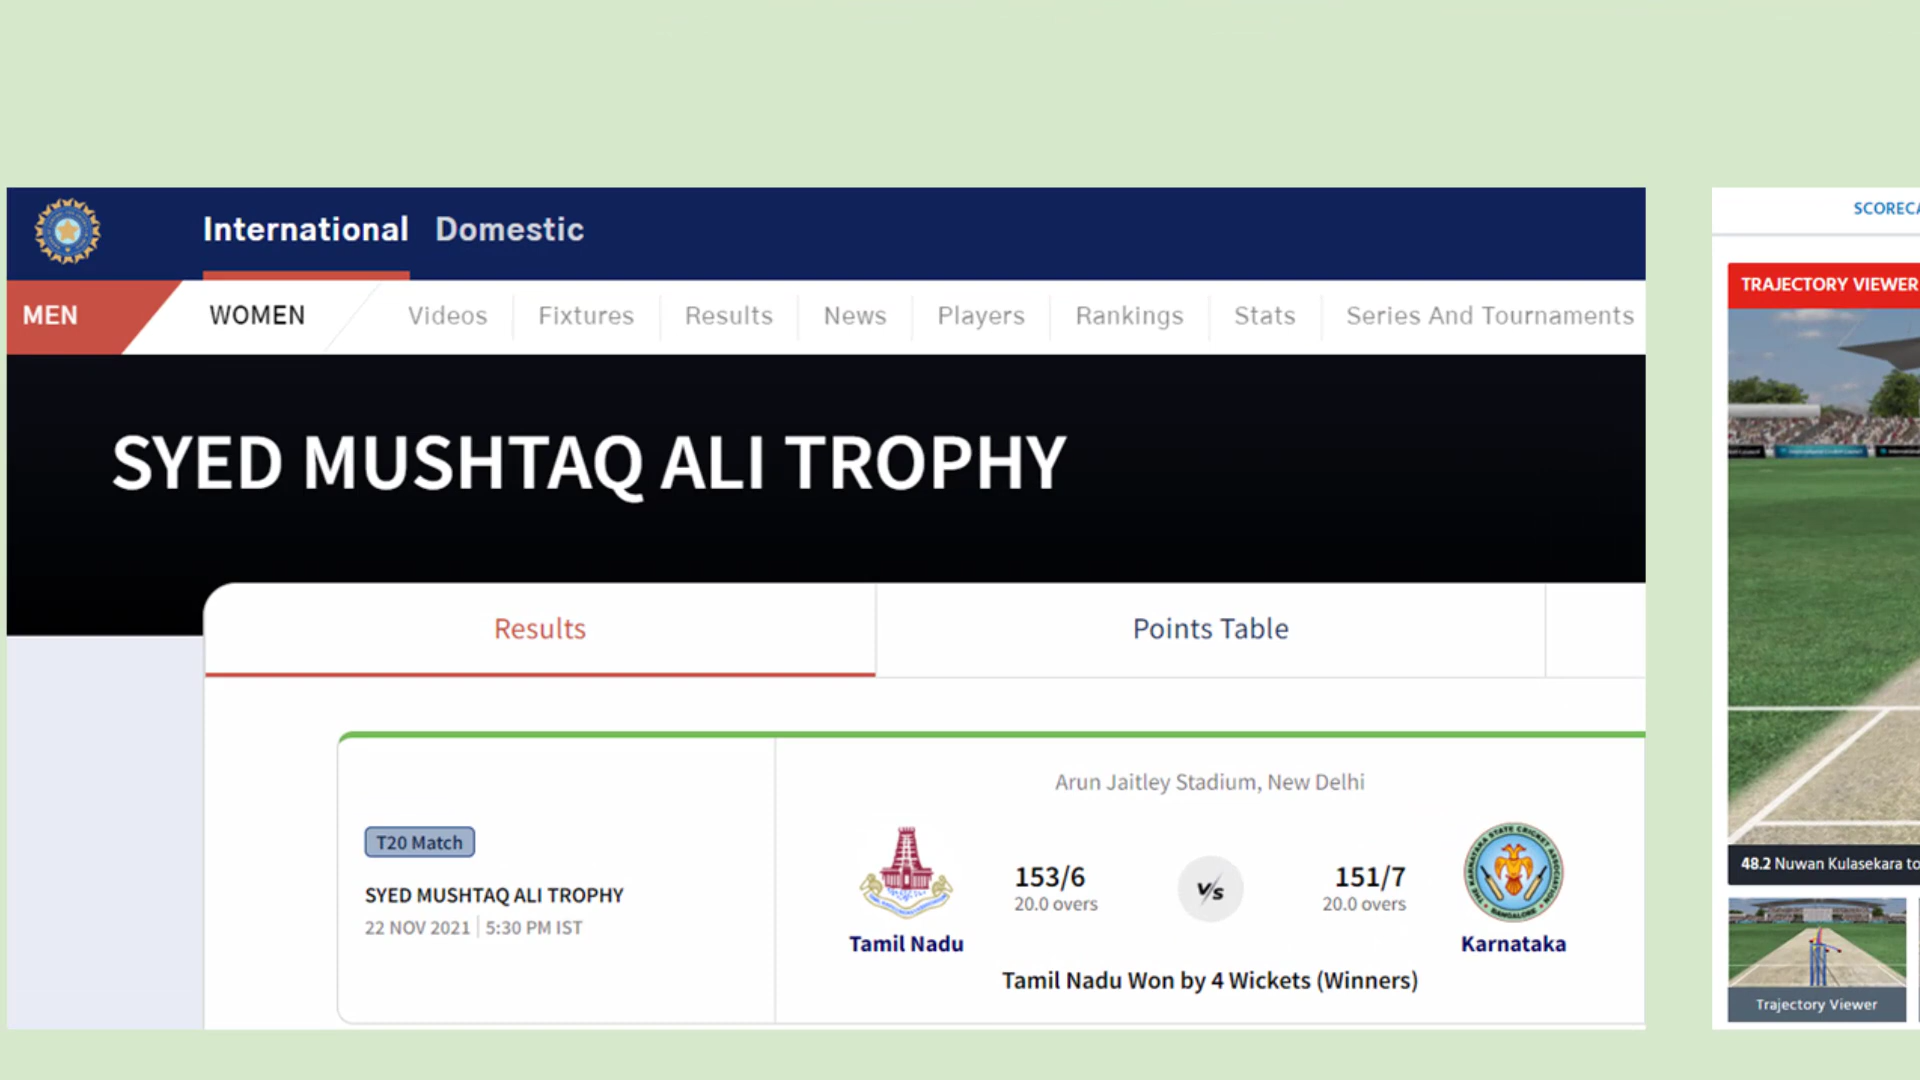 International Domestic
MEN WOMEN Videos Fixtures Results News Players Rankings Stats Series And Tournaments
SYED MUSHTAQ ALI TROPHY
Results Points Table
Arun Jaitley Stadium, New Delhi
T20 Match
SYED MUSHTAQ ALI TROPHY
22 NOV 2021 5:30 PM IST
153/6
20.0 overs
Tamil Nadu
V/S
151/7
20.0 overs
Karnataka
Tamil Nadu Won by 4 Wickets (Winners)
TRAJECTORY VIEWER
48.2 Nuwan Kulasekara to
Trajectory Viewer